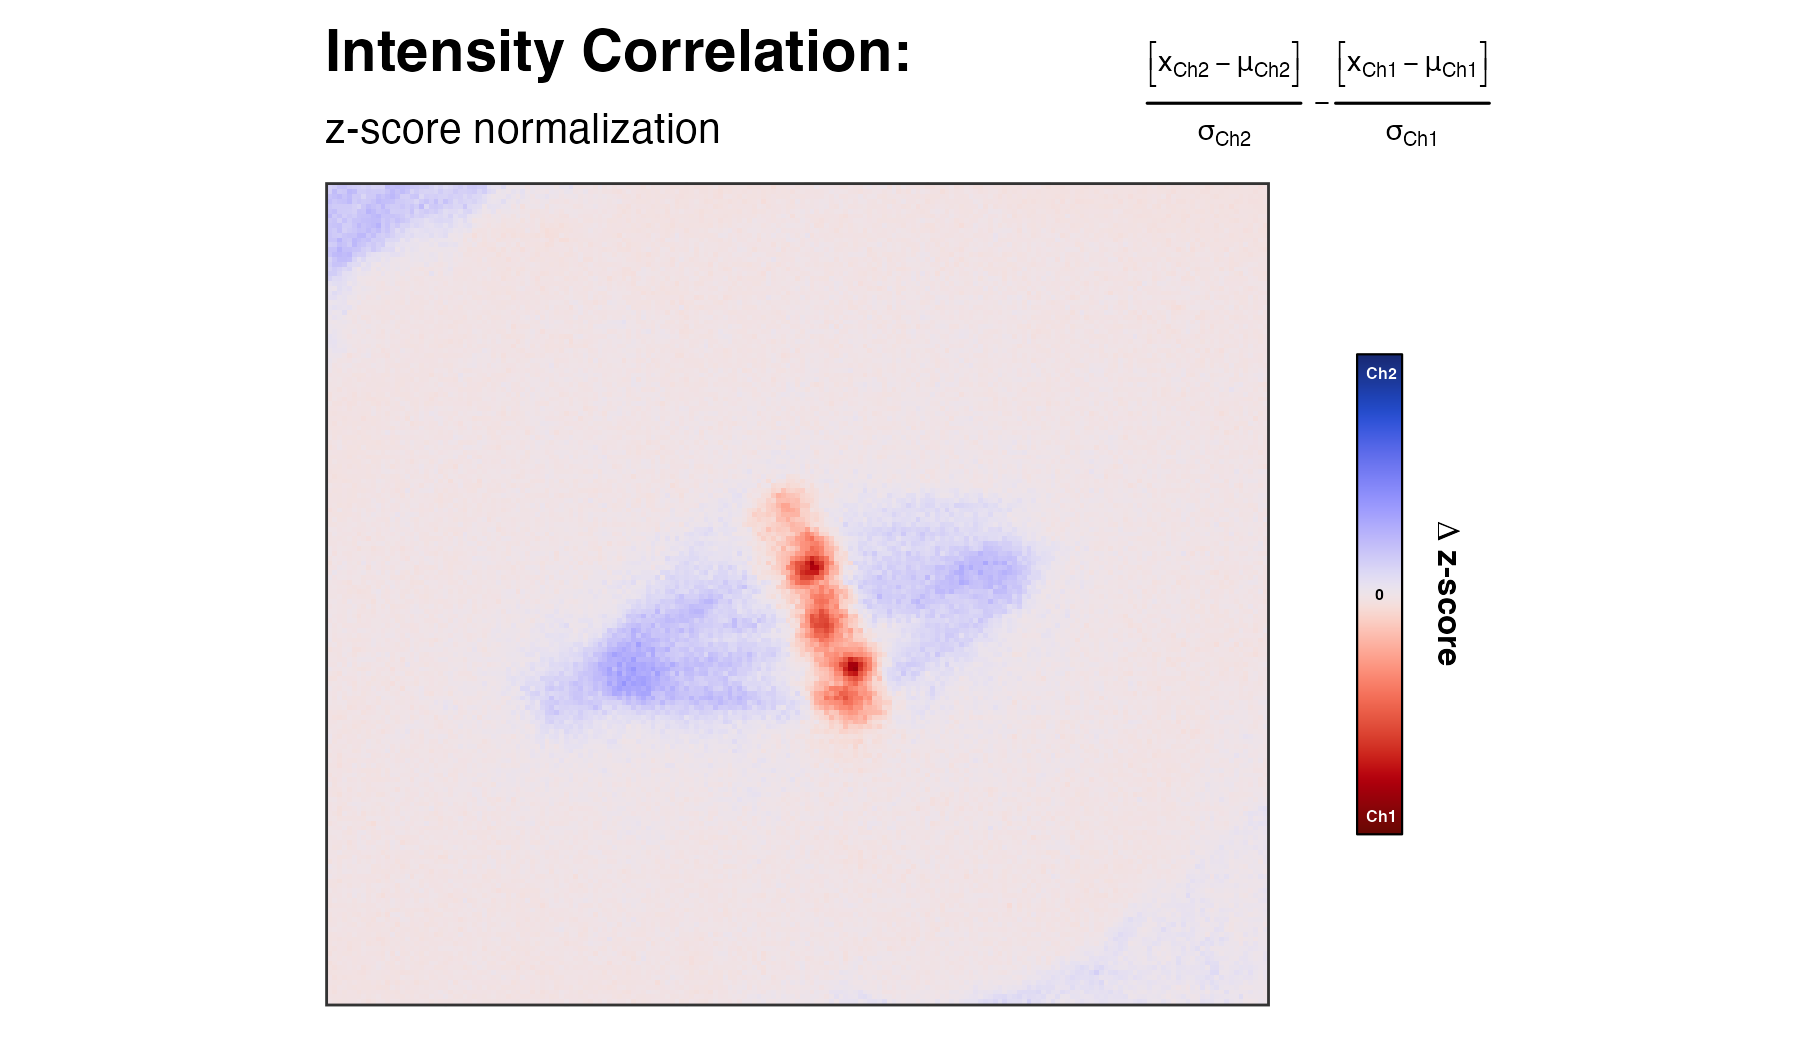 Intensity Correlation:
z-score normalization
[xCh2 – μCh2] [xCh1 – μCh1]
–
σCh2 σCh1
Ch2
0
Ch1
Δ z-score